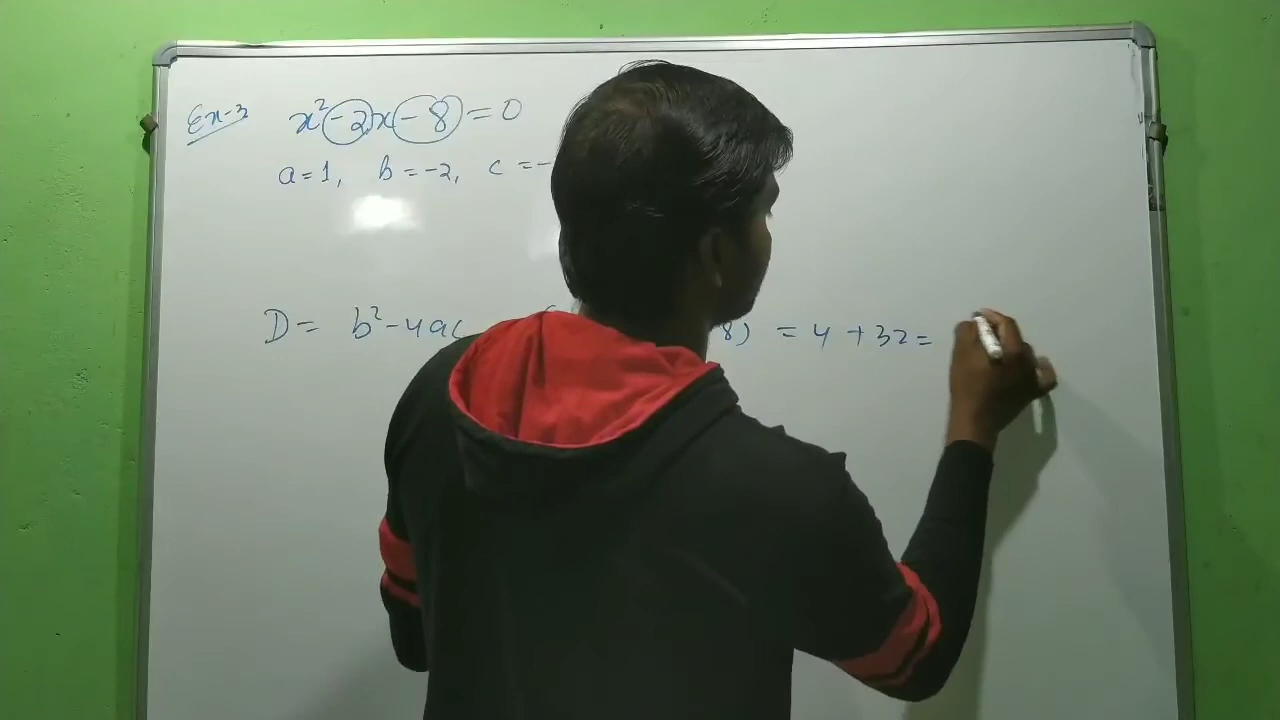 Ex-3 x²-2x-8=0
a=1, b=-2, c=-
D= b²-4ac 8) =4+32=